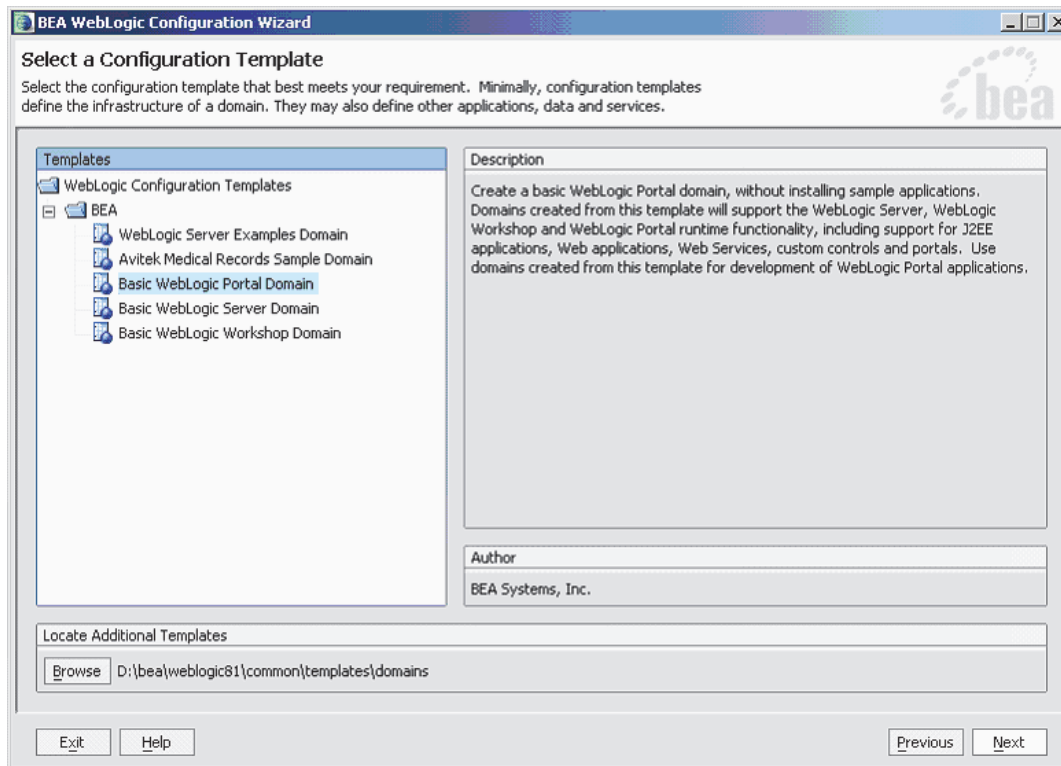 BEA WebLogic Configuration Wizard
Select a Configuration Template
Select the configuration template that best meets your requirement. Minimally, configuration templates
define the infrastructure of a domain. They may also define other applications, data and services.
bea
Templates
WebLogic Configuration Templates
BEA
WebLogic Server Examples Domain
Avitek Medical Records Sample Domain
Basic WebLogic Portal Domain
Basic WebLogic Server Domain
Basic WebLogic Workshop Domain
Description
Create a basic WebLogic Portal domain, without installing sample applications.
Domains created from this template will support the WebLogic Server, WebLogic
Workshop and WebLogic Portal runtime functionality, including support for J2EE
applications, Web applications, Web Services, custom controls and portals. Use
domains created from this template for development of WebLogic Portal applications.
Author
BEA Systems, Inc.
Locate Additional Templates
Browse D:\bea\weblogic81\common\templates\domains
Exit Help Previous Next